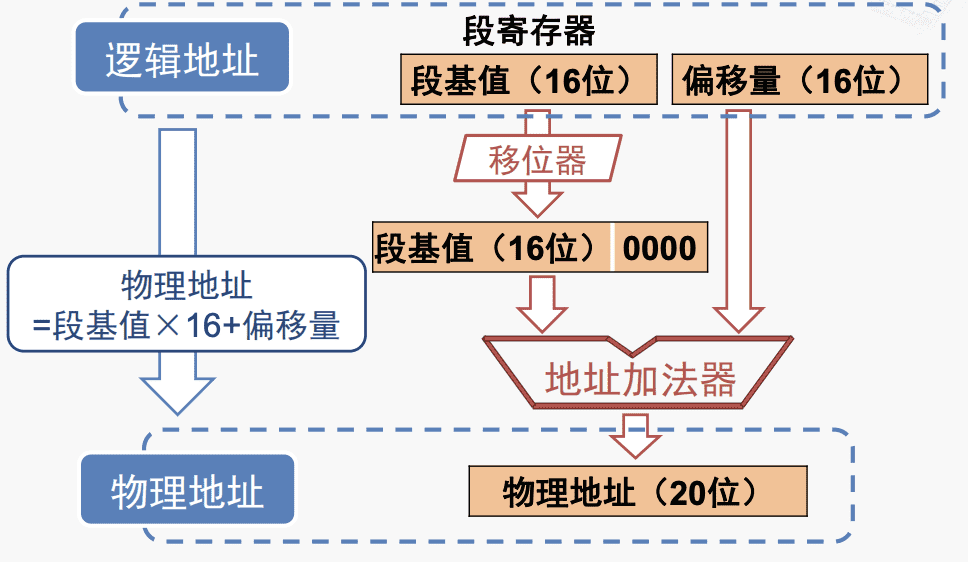 逻辑地址
段寄存器
段基值（16位）
偏移量（16位）
移位器
段基值（16位）
0000
物理地址
=段基值×16+偏移量
地址加法器
物理地址
物理地址（20位）